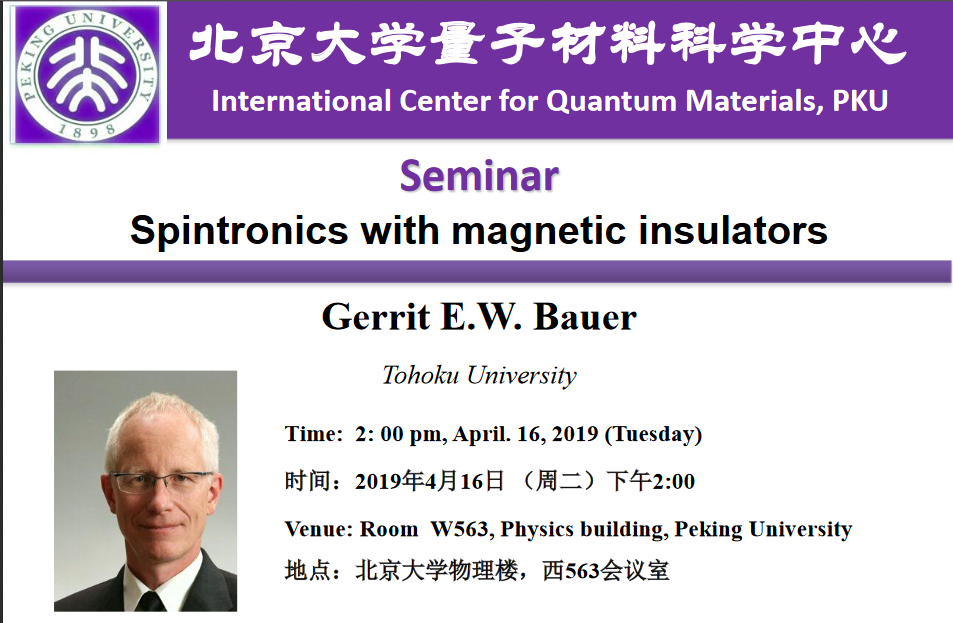 PEKING UNIVERSITY
1898
北京大学量子材料科学中心
International Center for Quantum Materials, PKU
Seminar
Spintronics with magnetic insulators
Gerrit E.W. Bauer
Tohoku University
Time:  2: 00 pm, April. 16, 2019 (Tuesday)
时间：2019年4月16日 （周二）下午2:00
Venue: Room  W563, Physics building, Peking University
地点：北京大学物理楼，西563会议室